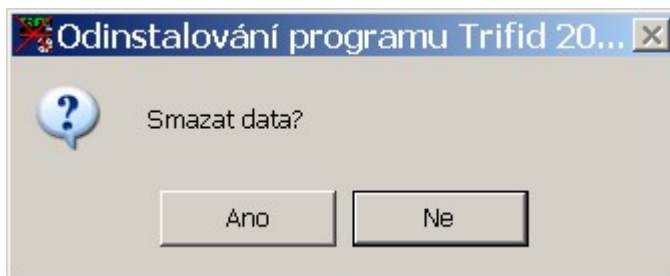 Odinstalování programu Trifid 20...
Smazat data?
Ano
Ne